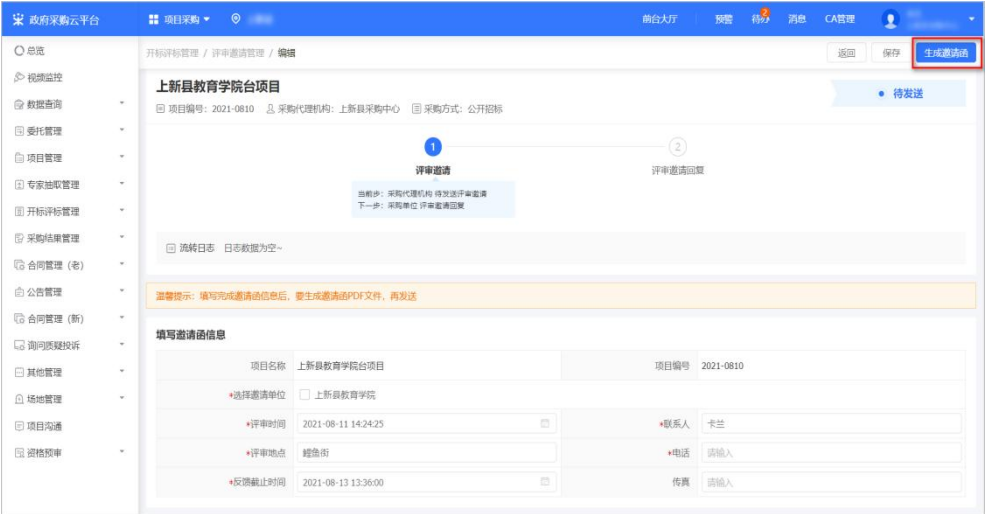 政府采购云平台
项目采购
前台大厅
预警
待办
2
消息
CA管理
总览
视频监控
数据查询
委托管理
项目管理
专家抽取管理
开标评标管理
采购结果管理
合同管理（老）
公告管理
合同管理（新）
询问质疑投诉
其他管理
场地管理
项目沟通
资格预审
开标评标管理 / 评审邀请管理 / 编辑
返回
保存
生成邀请函
上新县教育学院台项目
待发送
项目编号：2021-0810 采购代理机构：上新县采购中心 采购方式：公开招标
1
2
评审邀请
评审邀请回复
当前步：采购代理机构 待发送评审邀请
下一步：采购单位 评审邀请回复
流转日志 日志数据为空~
温馨提示：填写完成邀请函信息后，要生成邀请函PDF文件，再发送
填写邀请函信息
项目名称 上新县教育学院台项目 项目编号 2021-0810
*选择邀请单位 上新县教育学院
*评审时间 2021-08-11 14:24:25 *联系人 卡兰
*评审地点 鲤鱼街 *电话 请输入
*反馈截止时间 2021-08-13 13:36:00 传真 请输入